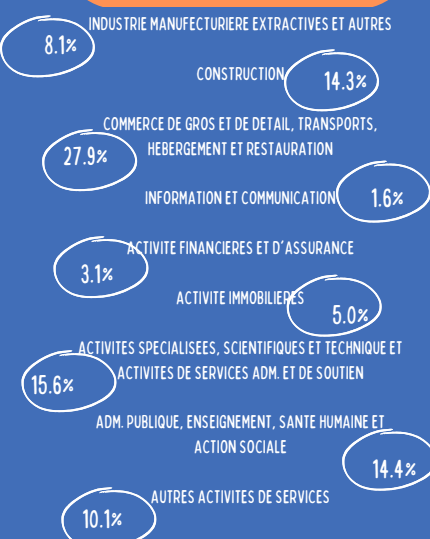 INDUSTRIE MANUFECTURIERE EXTRACTIVES ET AUTRES
8.1%
CONSTRUCTION
14.3%
COMMERCE DE GROS ET DE DETAIL, TRANSPORTS,
HEBERGEMENT ET RESTAURATION
27.9%
INFORMATION ET COMMUNICATION
1.6%
ACTIVITE FINANCIERES ET D'ASSURANCE
3.1%
ACTIVITE IMMOBILIERES
5.0%
ACTIVITES SPECIALISEES, SCIENTIFIQUES ET TECHNIQUE ET
ACTIVITES DE SERVICES ADM. ET DE SOUTIEN
15.6%
ADM. PUBLIQUE, ENSEIGNEMENT, SANTE HUMAINE ET
ACTION SOCIALE
14.4%
AUTRES ACTIVITES DE SERVICES
10.1%